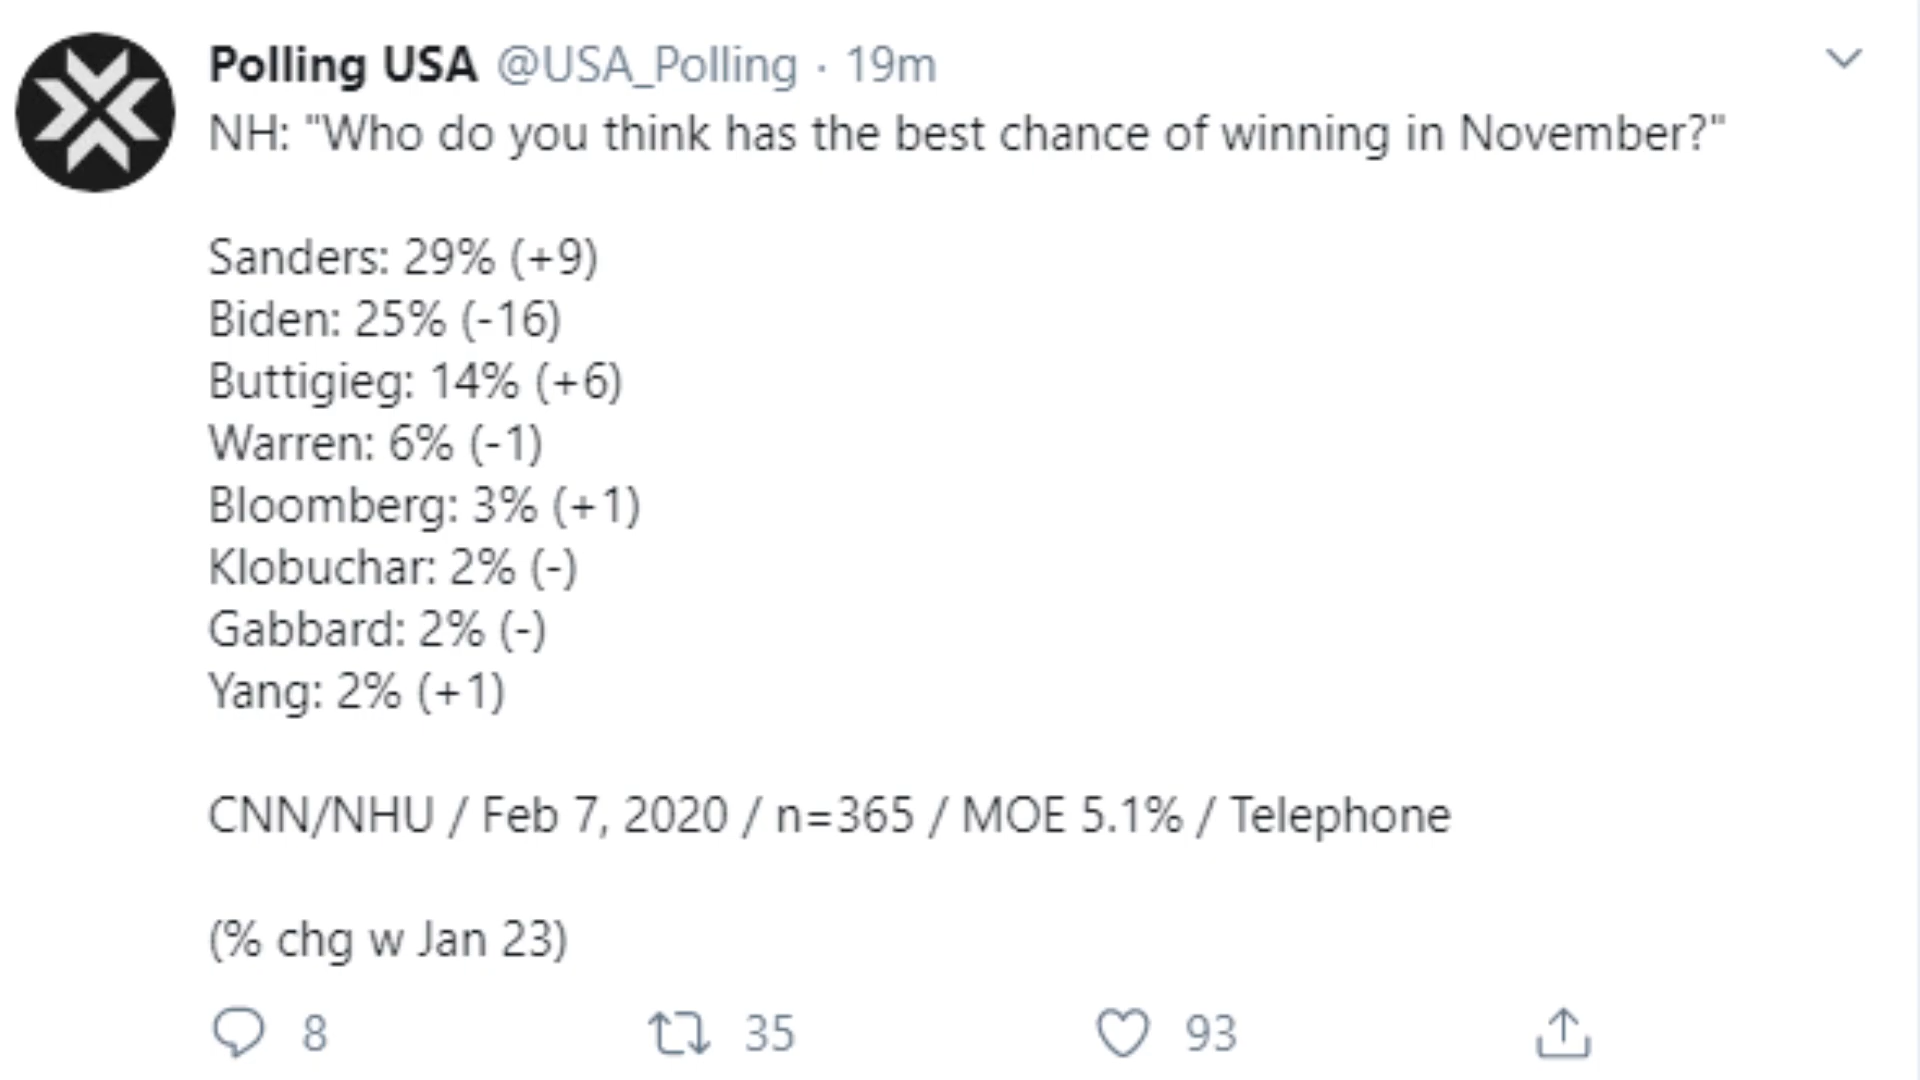 Polling USA @USA_Polling · 19m
NH: "Who do you think has the best chance of winning in November?"
Sanders: 29% (+9)
Biden: 25% (-16)
Buttigieg: 14% (+6)
Warren: 6% (-1)
Bloomberg: 3% (+1)
Klobuchar: 2% (-)
Gabbard: 2% (-)
Yang: 2% (+1)
CNN/NHU / Feb 7, 2020 / n=365 / MOE 5.1% / Telephone
(% chg w Jan 23)
8 35 93